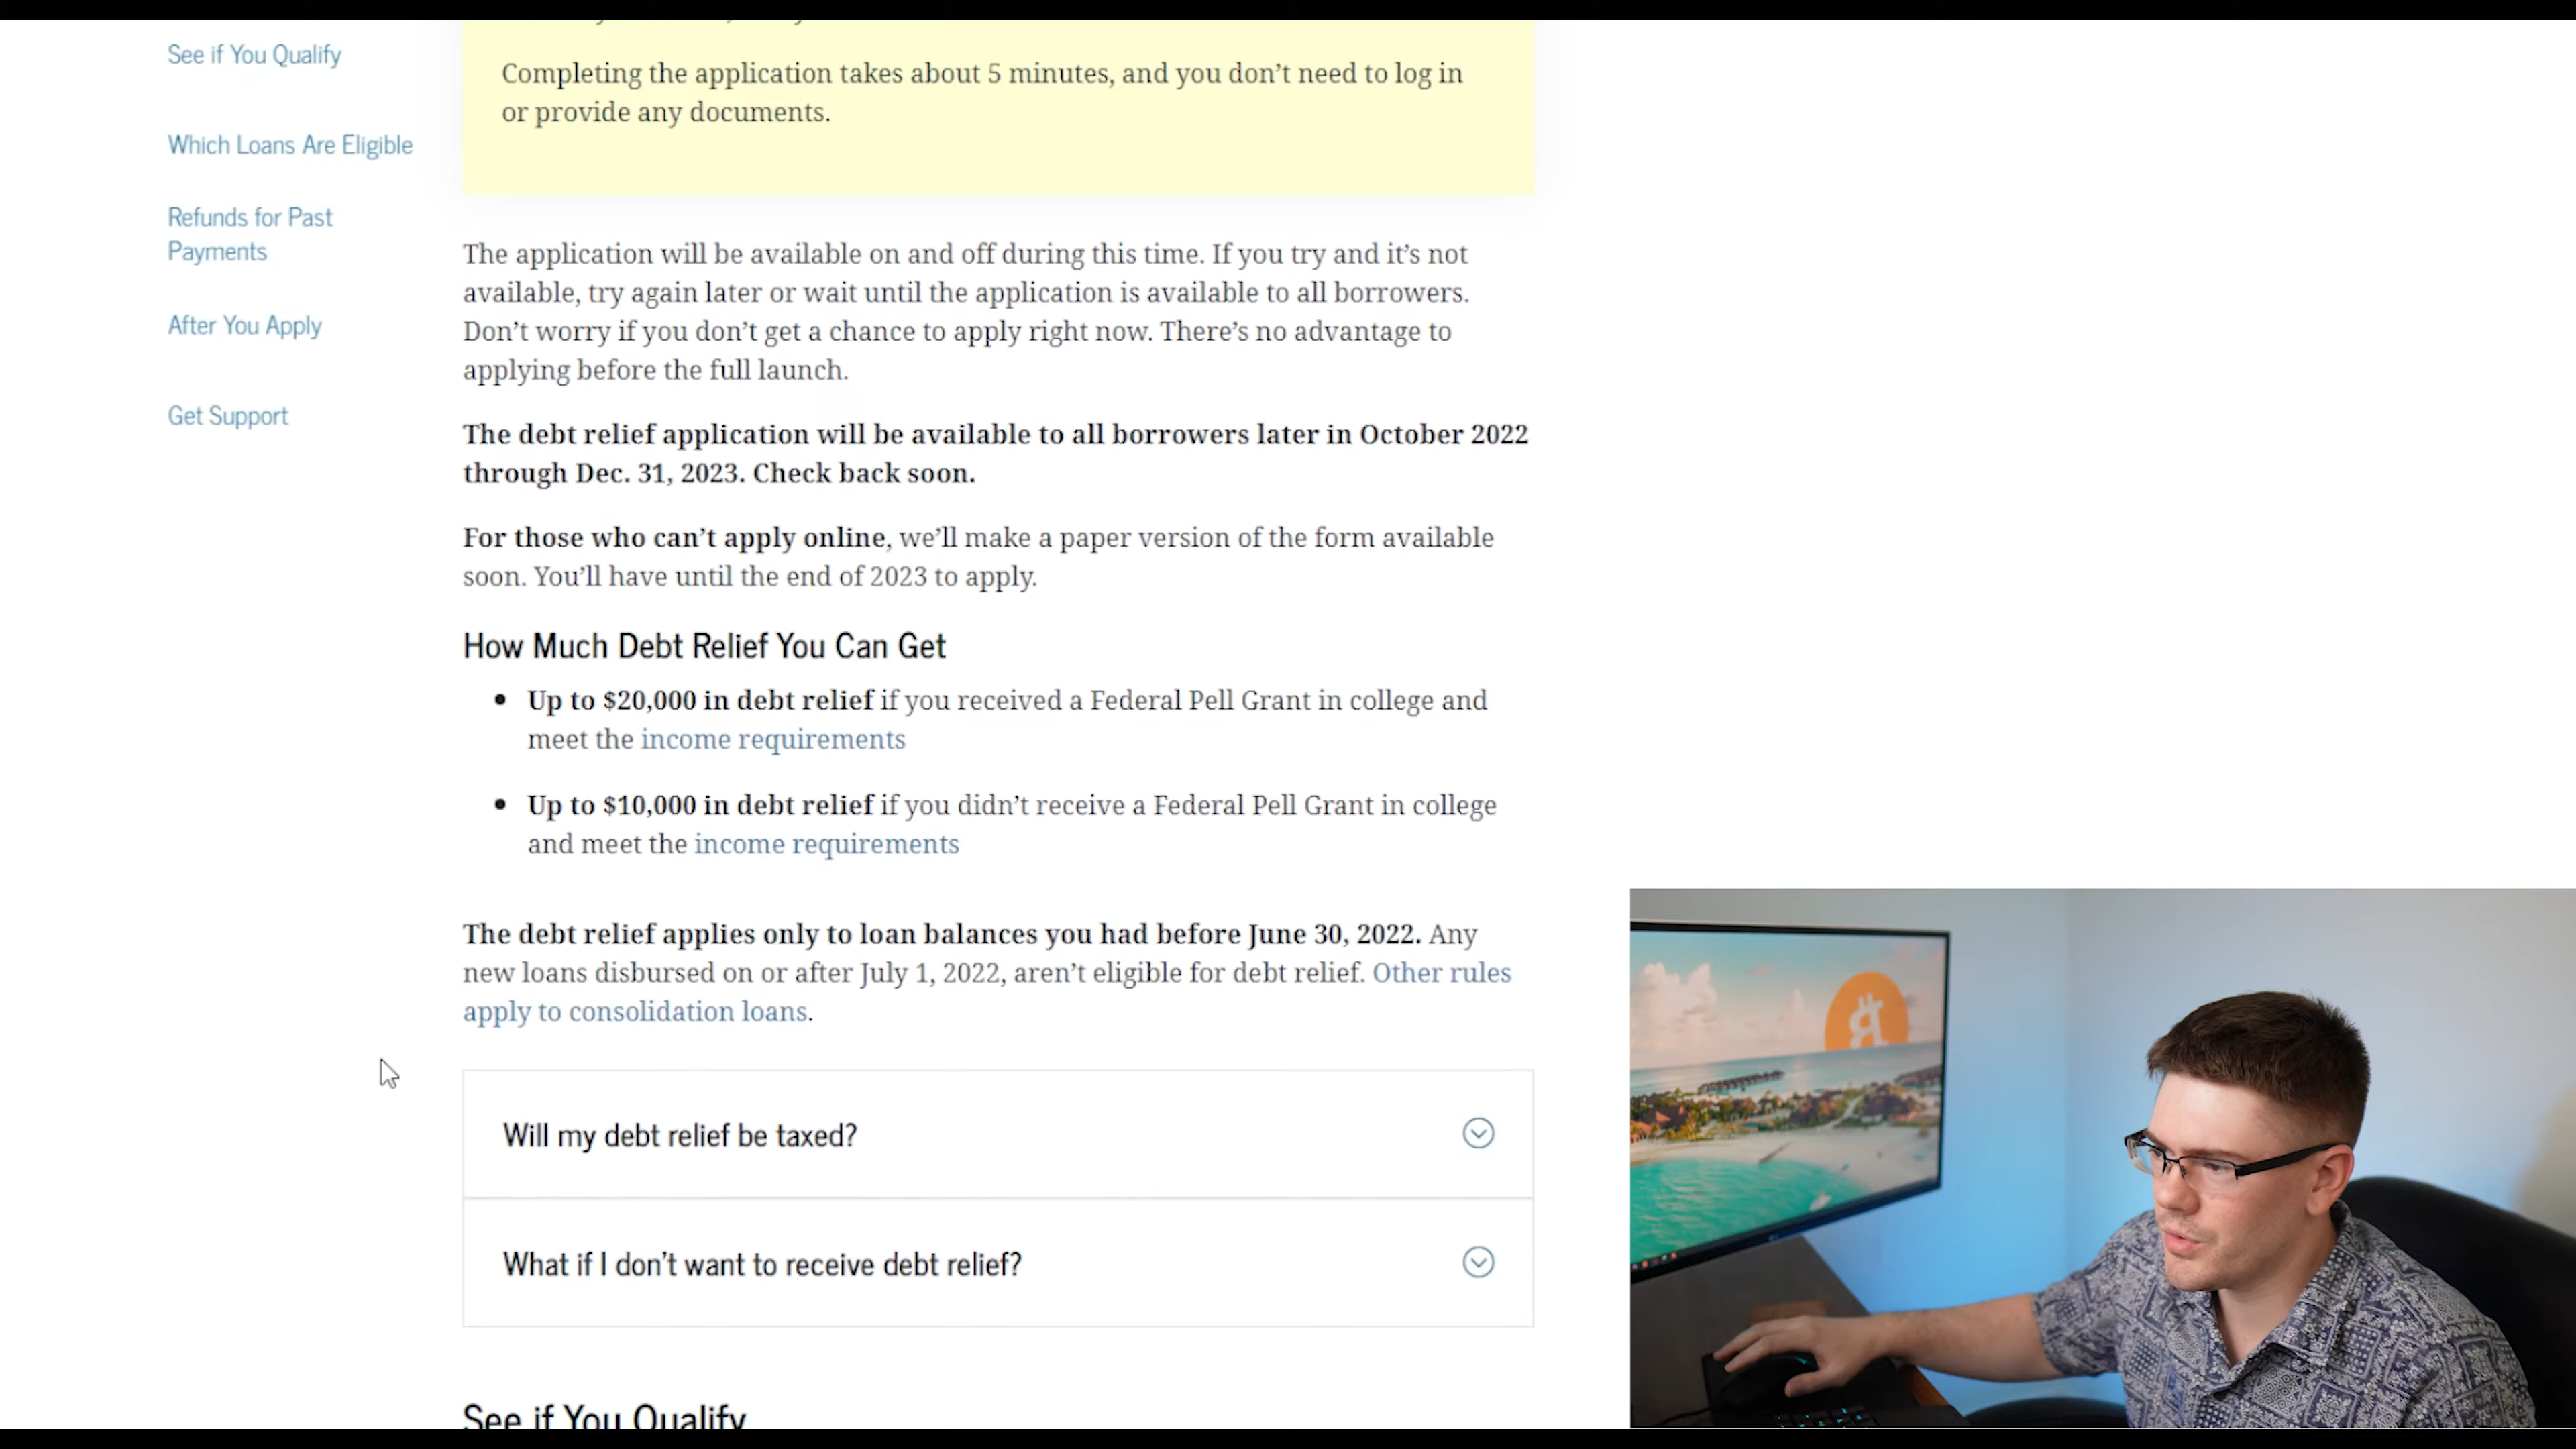 See if You Qualify
Which Loans Are Eligible
Refunds for Past
Payments
After You Apply
Get Support
Completing the application takes about 5 minutes, and you don’t need to log in
or provide any documents.
The application will be available on and off during this time. If you try and it’s not
available, try again later or wait until the application is available to all borrowers.
Don’t worry if you don’t get a chance to apply right now. There’s no advantage to
applying before the full launch.
The debt relief application will be available to all borrowers later in October 2022
through Dec. 31, 2023. Check back soon.
For those who can’t apply online, we’ll make a paper version of the form available
soon. You’ll have until the end of 2023 to apply.
How Much Debt Relief You Can Get
Up to $20,000 in debt relief if you received a Federal Pell Grant in college and
meet the income requirements
Up to $10,000 in debt relief if you didn’t receive a Federal Pell Grant in college
and meet the income requirements
The debt relief applies only to loan balances you had before June 30, 2022. Any
new loans disbursed on or after July 1, 2022, aren’t eligible for debt relief. Other rules
apply to consolidation loans.
Will my debt relief be taxed?
What if I don’t want to receive debt relief?
See if You Qualify